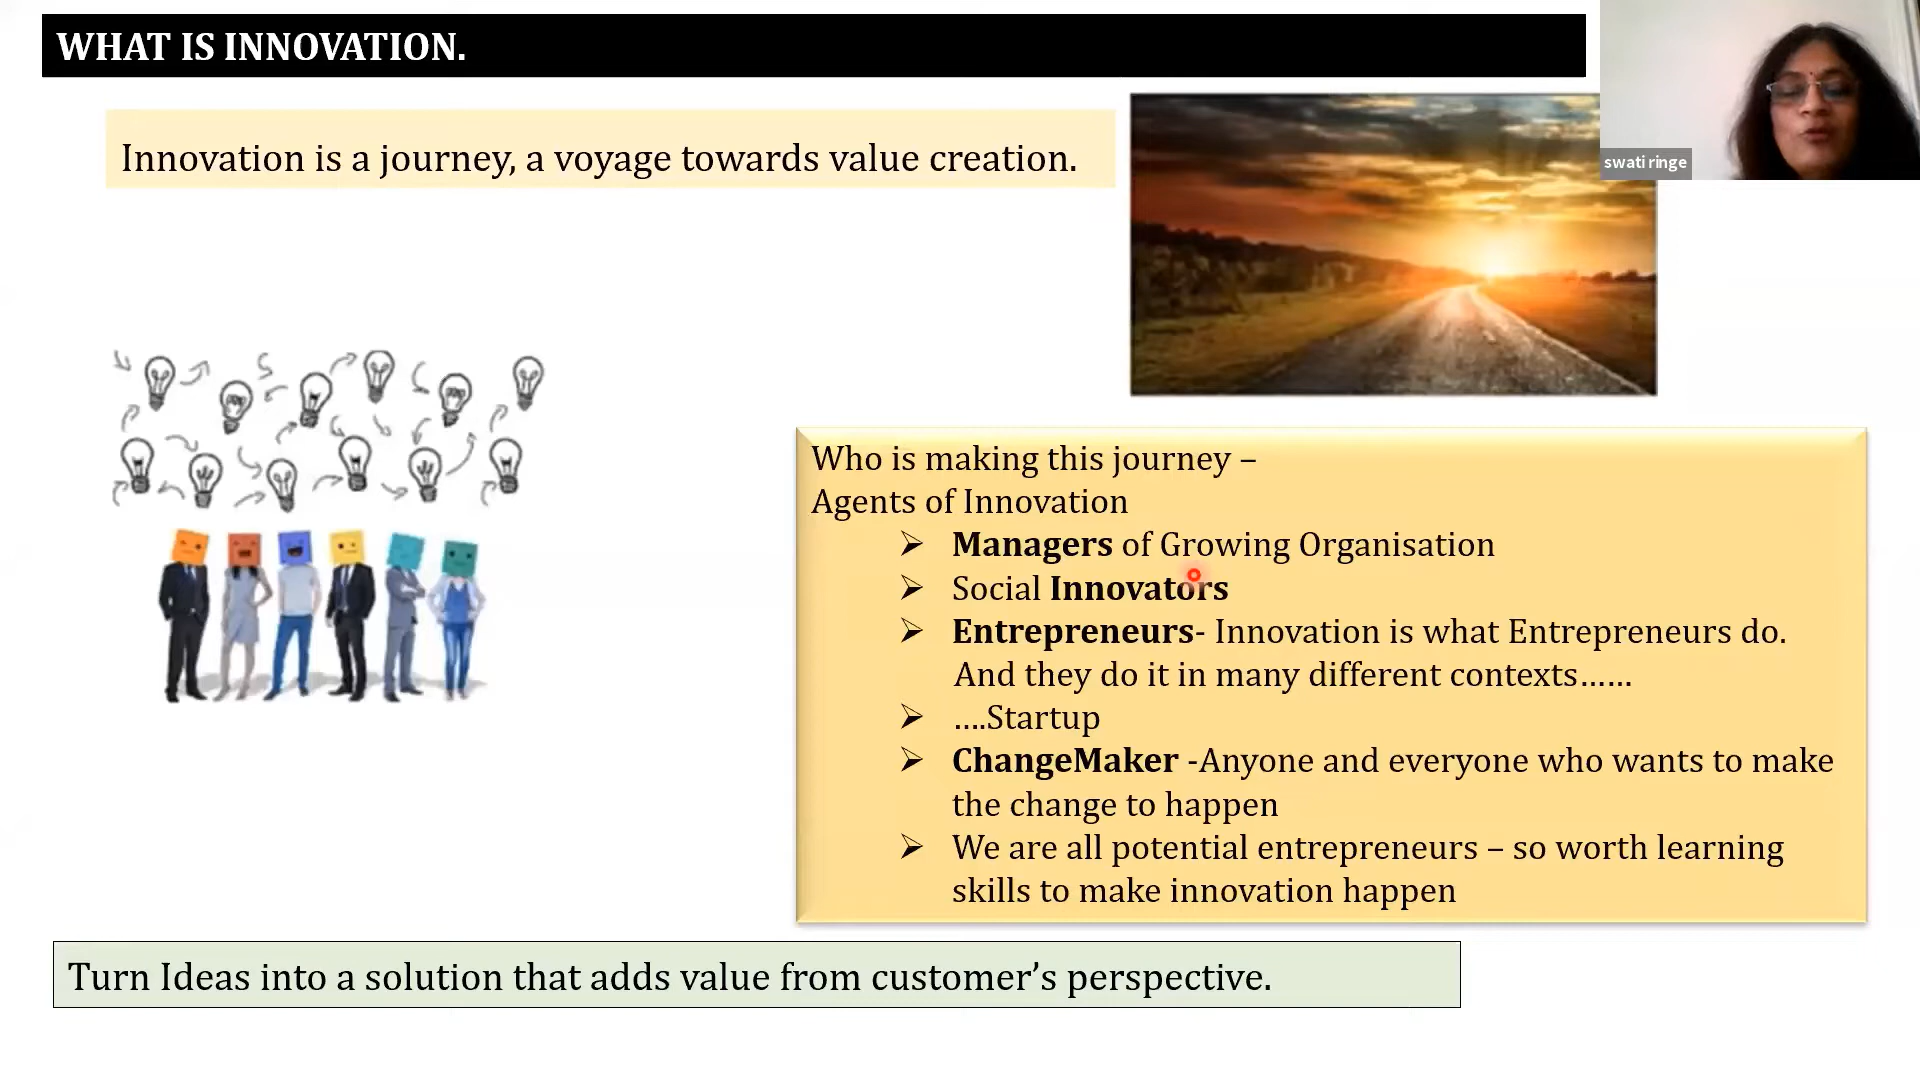 WHAT IS INNOVATION.
Innovation is a journey, a voyage towards value creation.
swati ringe
Who is making this journey –
Agents of Innovation
➢ Managers of Growing Organisation
➢ Social Innovators
➢ Entrepreneurs- Innovation is what Entrepreneurs do.
And they do it in many different contexts……
➢ ….Startup
➢ ChangeMaker -Anyone and everyone who wants to make
the change to happen
➢ We are all potential entrepreneurs – so worth learning
skills to make innovation happen
Turn Ideas into a solution that adds value from customer’s perspective.